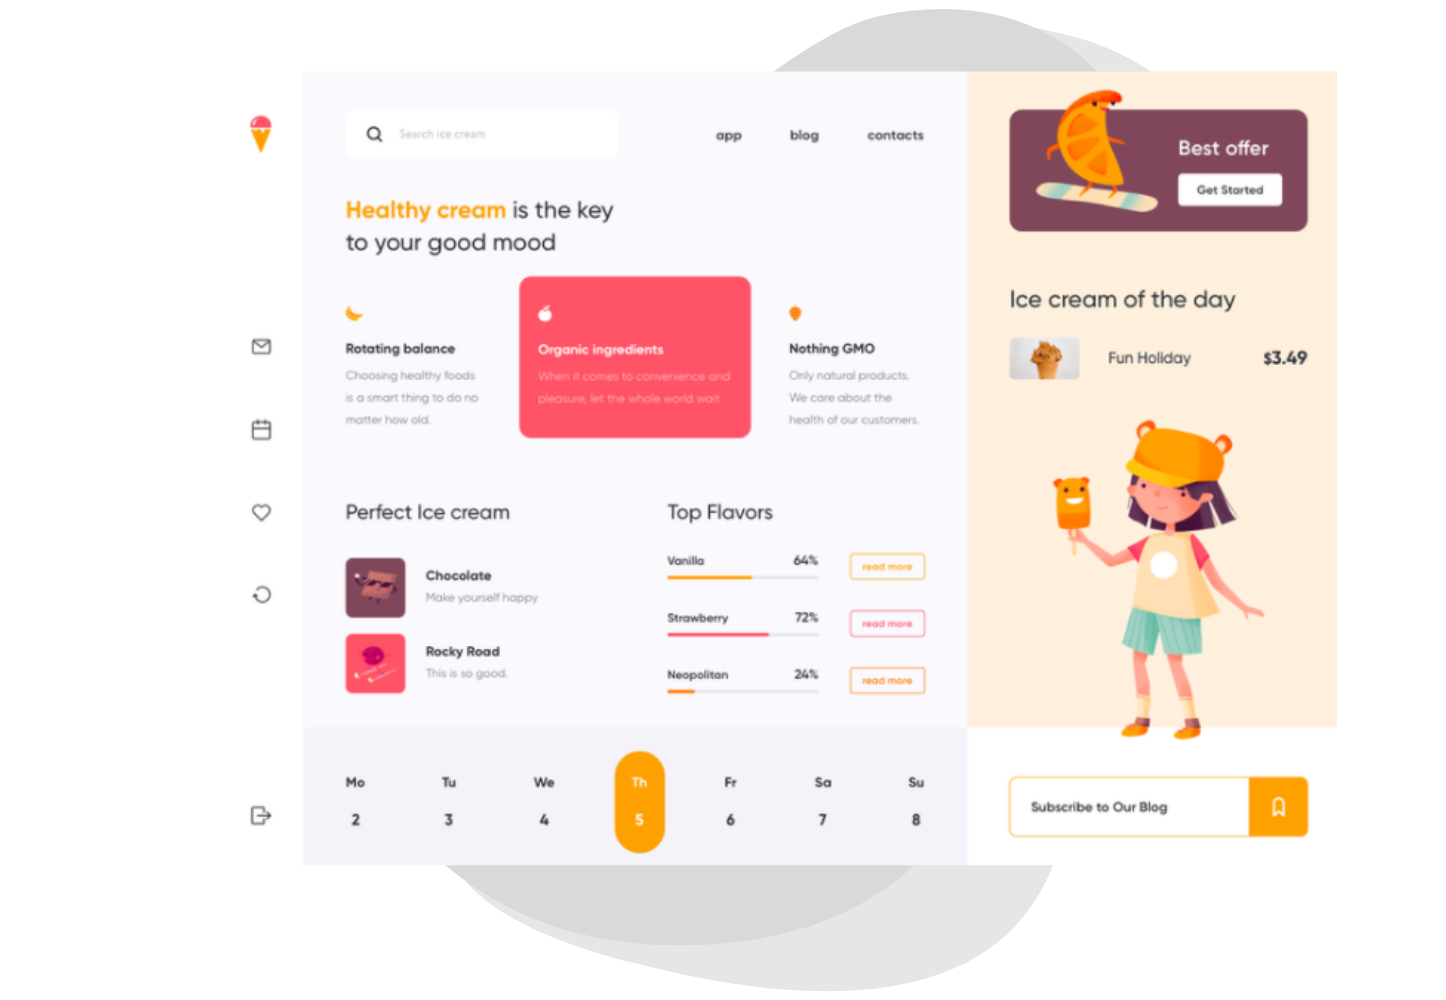 Search ice cream
app
blog
contacts
Healthy cream is the key
to your good mood
Rotating balance
Choosing healthy foods
is a smart thing to do no
matter how old.
Organic ingredients
When it comes to convenience and
pleasure, let the whole world wait
Nothing GMO
Only natural products.
We care about the
health of our customers.
Perfect Ice cream
Chocolate
Make yourself happy
Rocky Road
This is so good.
Top Flavors
Vanilla 64% read more
Strawberry 72% read more
Neopolitan 24% read more
Mo Tu We Th Fr Sa Su
2 3 4 5 6 7 8
Best offer
Get Started
Ice cream of the day
Fun Holiday $3.49
Subscribe to Our Blog